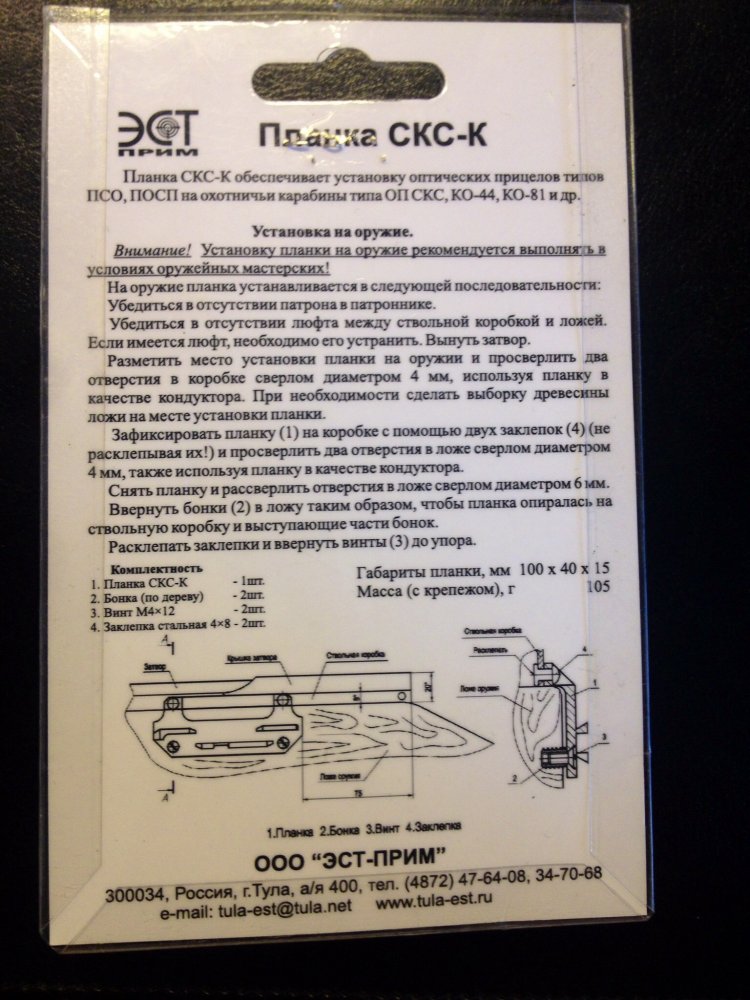 ЭСТ
ПРИМ
Планка СКС-К
Планка СКС-К обеспечивает установку оптических прицелов типов
ПСО, ПОСП на охотничьи карабины типа ОП СКС, КО-44, КО-81 и др.
Установка на оружие.
Внимание! Установку планки на оружие рекомендуется выполнять в
условиях оружейных мастерских!
На оружие планка устанавливается в следующей последовательности:
Убедиться в отсутствии патрона в патроннике.
Убедиться в отсутствии люфта между ствольной коробкой и ложей.
Если имеется люфт, необходимо его устранить. Вынуть затвор.
Разметить место установки планки на оружии и просверлить два
отверстия в коробке сверлом диаметром 4 мм, используя планку в
качестве кондуктора. При необходимости сделать выборку древесины
ложи на месте установки планки.
Зафиксировать планку (1) на коробке с помощью двух заклепок (4) (не
расклепывая их!) и просверлить два отверстия в ложе сверлом диаметром
4 мм, также используя планку в качестве кондуктора.
Снять планку и рассверлить отверстия в ложе сверлом диаметром 6 мм.
Ввернуть бонки (2) в ложу таким образом, чтобы планка опиралась на
ствольную коробку и выступающие части бонок.
Расклепать заклепки и ввернуть винты (3) до упора.
Комплектность
1. Планка СКС-К - 1шт.
2. Бонка (по дереву) - 2шт.
3. Винт М4×12 - 2шт.
4. Заклепка стальная 4×8 - 2шт.
Габариты планки, мм 100 х 40 х 15
Масса (с крепежом), г 105
А
Затвор
Крышка затвора
Ствольная коробка
8*
20*
Ложа оружия
75
А
Ствольная коробка
Расклепать
Ложе оружия
4
1
3
2
1.Планка 2.Бонка 3.Винт 4.Заклепка
ООО "ЭСТ-ПРИМ"
300034, Россия, г.Тула, а/я 400, тел. (4872) 47-64-08, 34-70-68
e-mail: tula-est@tula.net www.tula-est.ru